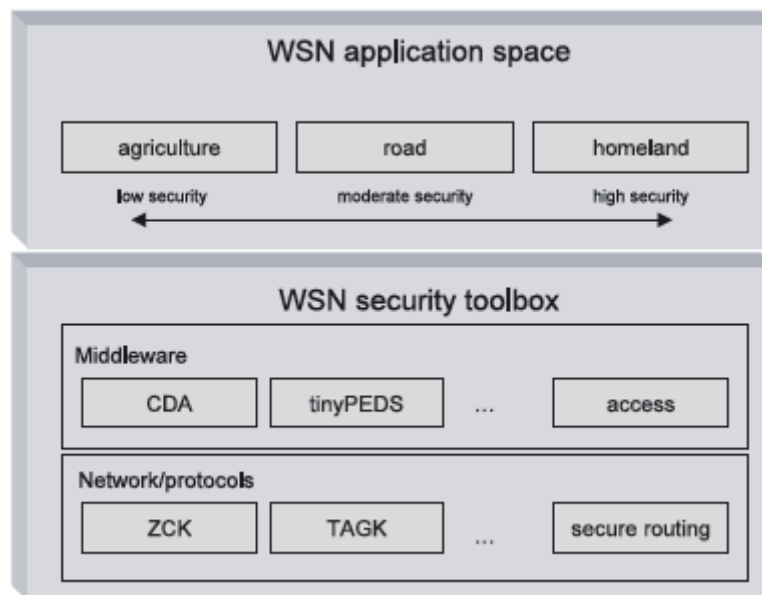 WSN application space
agriculture road homeland
low security moderate security high security
WSN security toolbox
Middleware
CDA tinyPEDS ... access
Network/protocols
ZCK TAGK ... secure routing